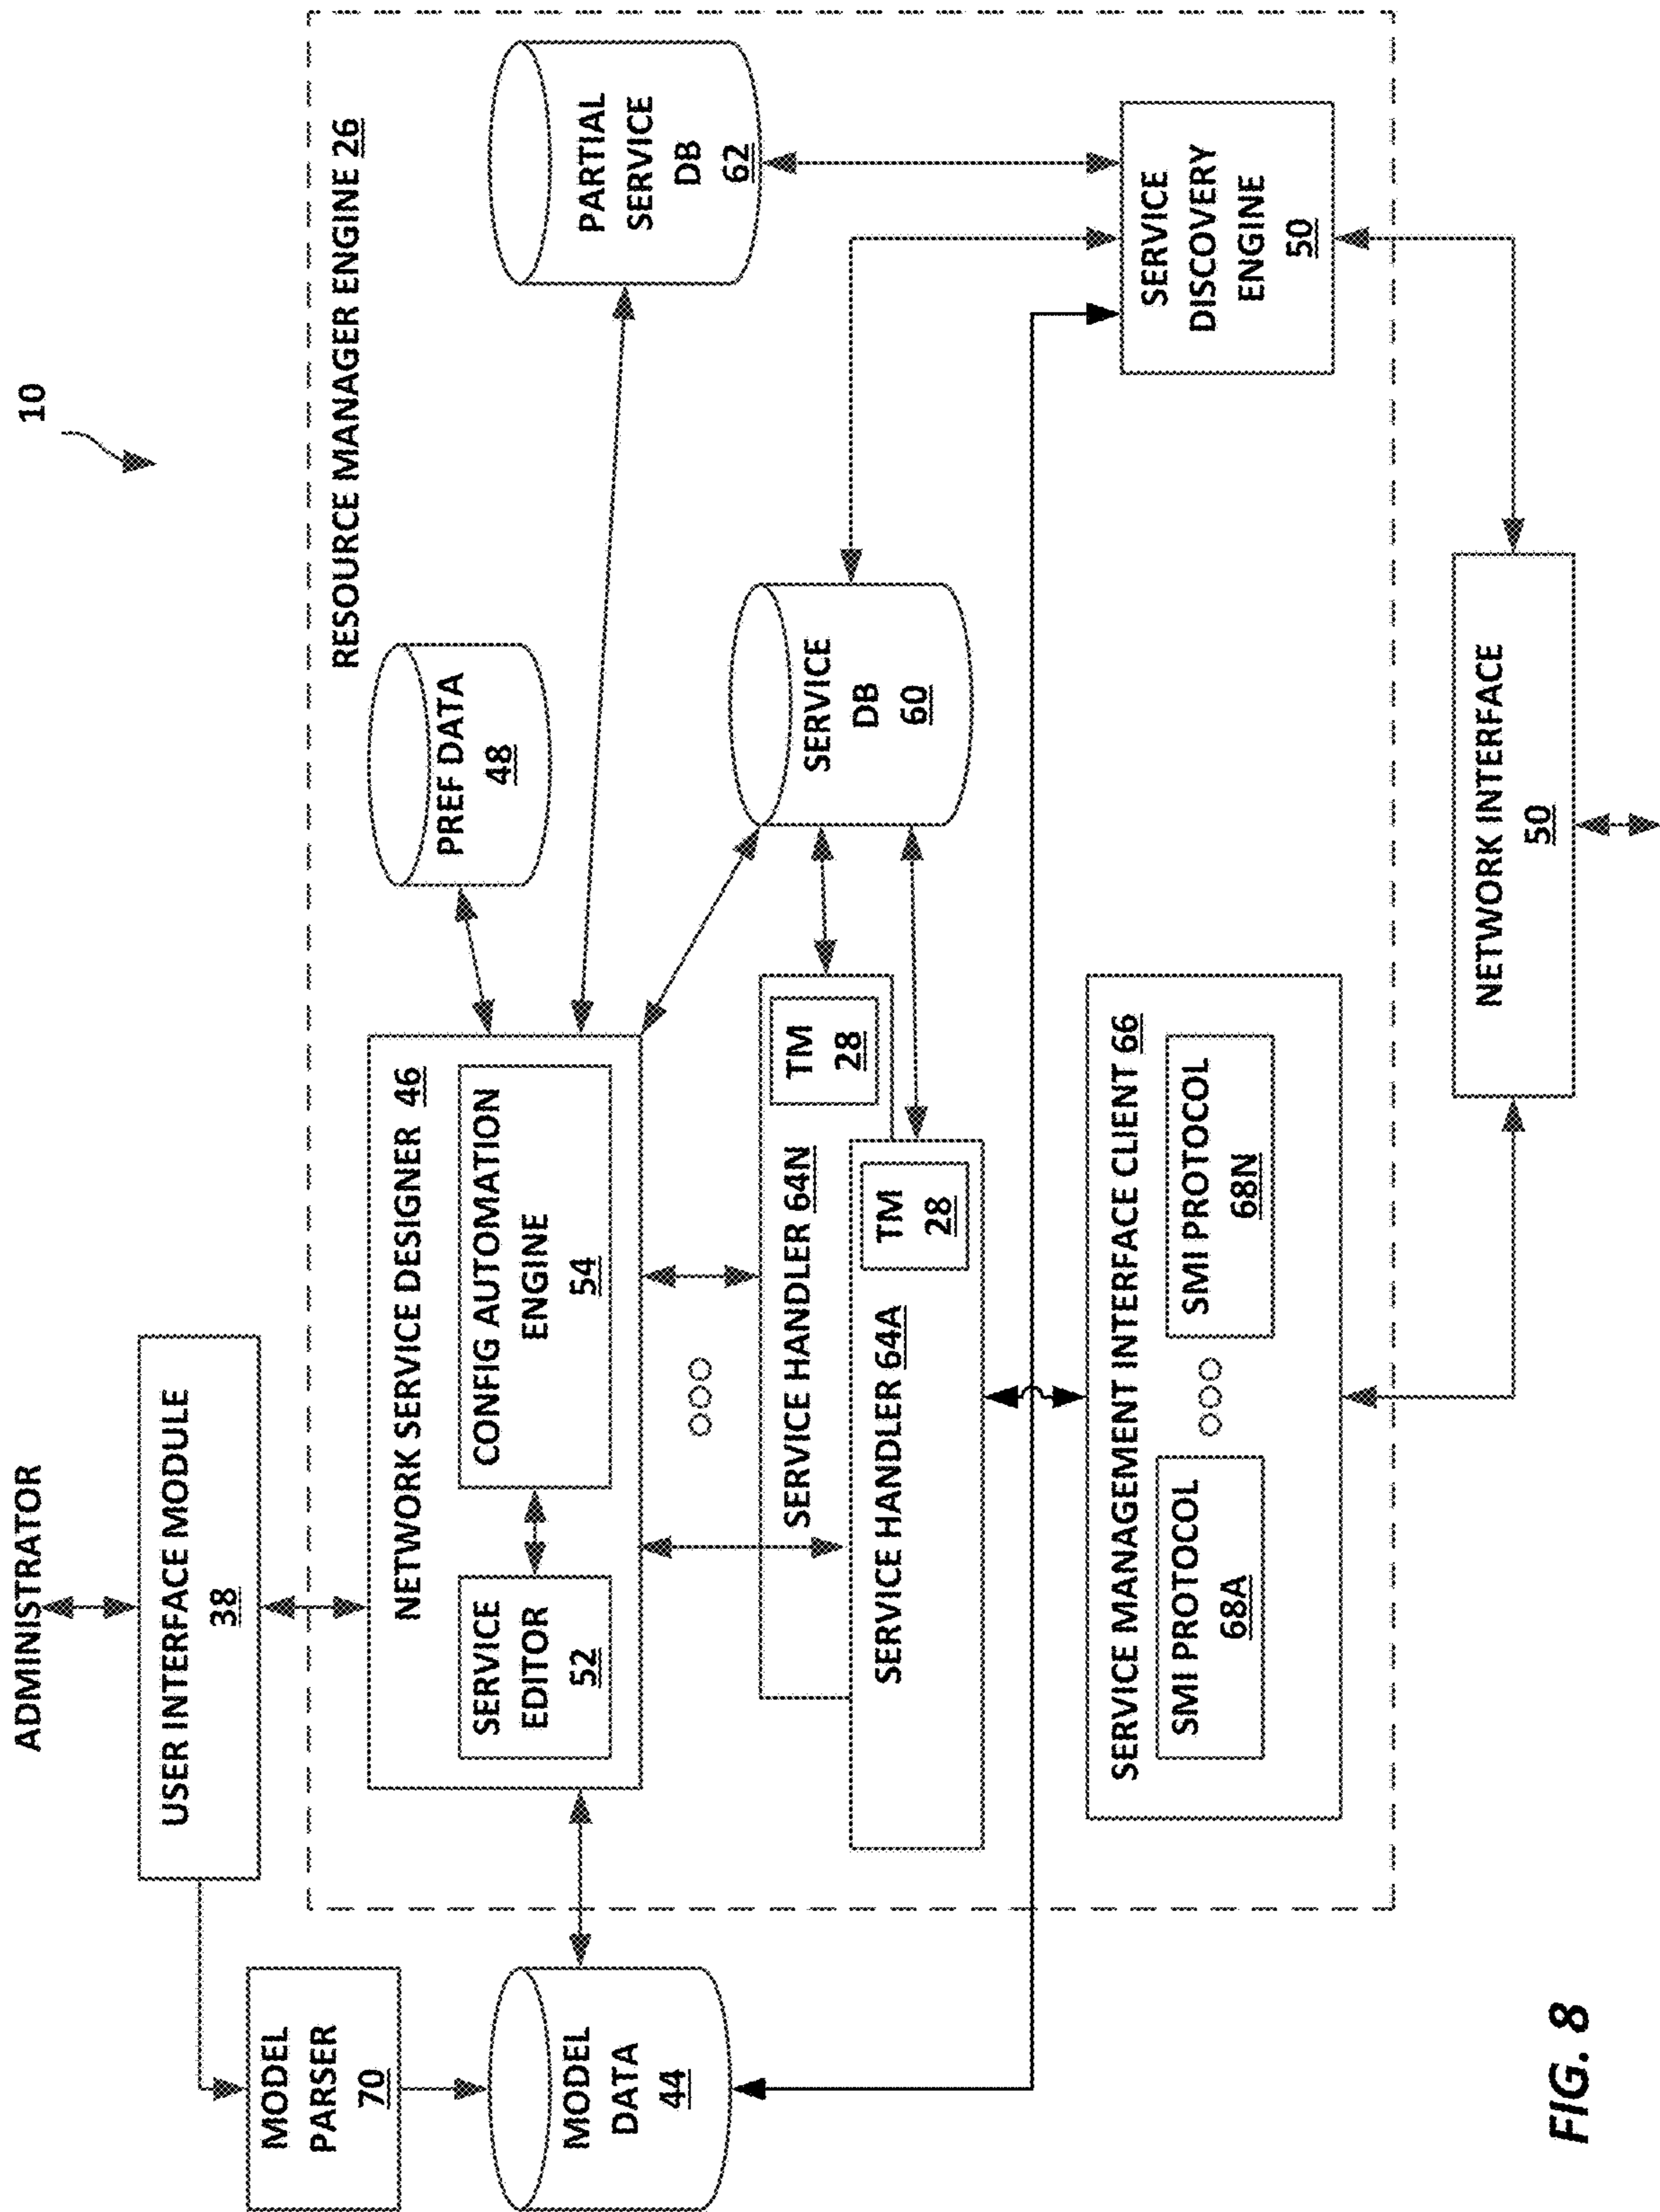 10
ADMINISTRATOR
USER INTERFACE MODULE
38
MODEL
PARSER
70
MODEL
DATA
44
RESOURCE MANAGER ENGINE 26
NETWORK SERVICE DESIGNER 46
SERVICE
EDITOR
52
CONFIG AUTOMATION
ENGINE
54
PREF DATA
48
PARTIAL
SERVICE
DB
62
SERVICE HANDLER 64N
TM
28
SERVICE HANDLER 64A
TM
28
SERVICE
DB
60
SERVICE
DISCOVERY
ENGINE
50
SERVICE MANAGEMENT INTERFACE CLIENT 66
SMI PROTOCOL
68A
SMI PROTOCOL
68N
NETWORK INTERFACE
50
FIG. 8